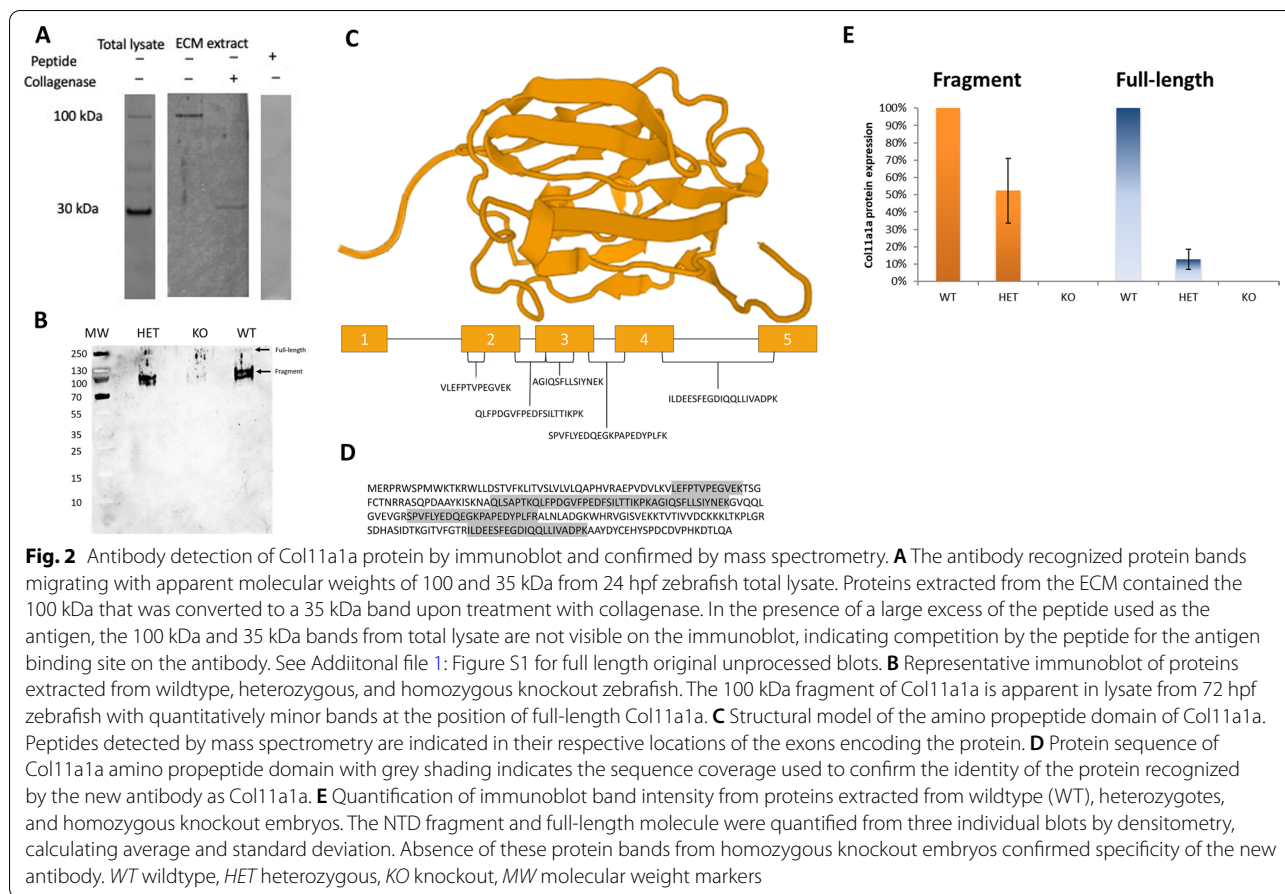 A
Total lysate ECM extract
Peptide – – – +
Collagenase – – + –
100 kDa
30 kDa
B
MW HET KO WT
250
130
100
70
55
35
25
15
10
Full-length
Fragment
C
1 2 3 4 5
VLEFPTVPEGVEK
AGIQSFLLSIYNEK
ILDEESFEGDIQQLLIVADPK
QLFPDGVFPEDFSILTTIKPK
SPVFLYEDQEGKPAPEDYPLFK
D
MERPRWSPMWKTKRWLLDSTVFKLITVSLVLVLQAPHVRAEPVDVLKVLEFPTVPEGVEKTSG
FCTNRRASQPDAAYKISKNAQLSAPTKQLFPDGVFPEDFSILTTIKPKAGIQSFLLSIYNEKGVQQL
GVEVGRSPVFLYEDQEGKPAPEDYPLFRALNLADGKWHRVGISVEKKTVTIVVDCKKKLTKPLGR
SDHASIDTKGITVFGTRILDEESFEGDIQQLLIVADPKAAYDYCEHYSPDCDVPHKDTLQA
E
Fragment Full-length
Col11a1a protein expression
100%
90%
80%
70%
60%
50%
40%
30%
20%
10%
0%
WT HET KO WT HET KO
Fig. 2 Antibody detection of Col11a1a protein by immunoblot and confirmed by mass spectrometry. A The antibody recognized protein bands
migrating with apparent molecular weights of 100 and 35 kDa from 24 hpf zebrafish total lysate. Proteins extracted from the ECM contained the
100 kDa that was converted to a 35 kDa band upon treatment with collagenase. In the presence of a large excess of the peptide used as the
antigen, the 100 kDa and 35 kDa bands from total lysate are not visible on the immunoblot, indicating competition by the peptide for the antigen
binding site on the antibody. See Addiitonal file 1: Figure S1 for full length original unprocessed blots. B Representative immunoblot of proteins
extracted from wildtype, heterozygous, and homozygous knockout zebrafish. The 100 kDa fragment of Col11a1a is apparent in lysate from 72 hpf
zebrafish with quantitatively minor bands at the position of full-length Col11a1a. C Structural model of the amino propeptide domain of Col11a1a.
Peptides detected by mass spectrometry are indicated in their respective locations of the exons encoding the protein. D Protein sequence of
Col11a1a amino propeptide domain with grey shading indicates the sequence coverage used to confirm the identity of the protein recognized
by the new antibody as Col11a1a. E Quantification of immunoblot band intensity from proteins extracted from wildtype (WT), heterozygotes,
and homozygous knockout embryos. The NTD fragment and full-length molecule were quantified from three individual blots by densitometry,
calculating average and standard deviation. Absence of these protein bands from homozygous knockout embryos confirmed specificity of the new
antibody. WT wildtype, HET heterozygous, KO knockout, MW molecular weight markers